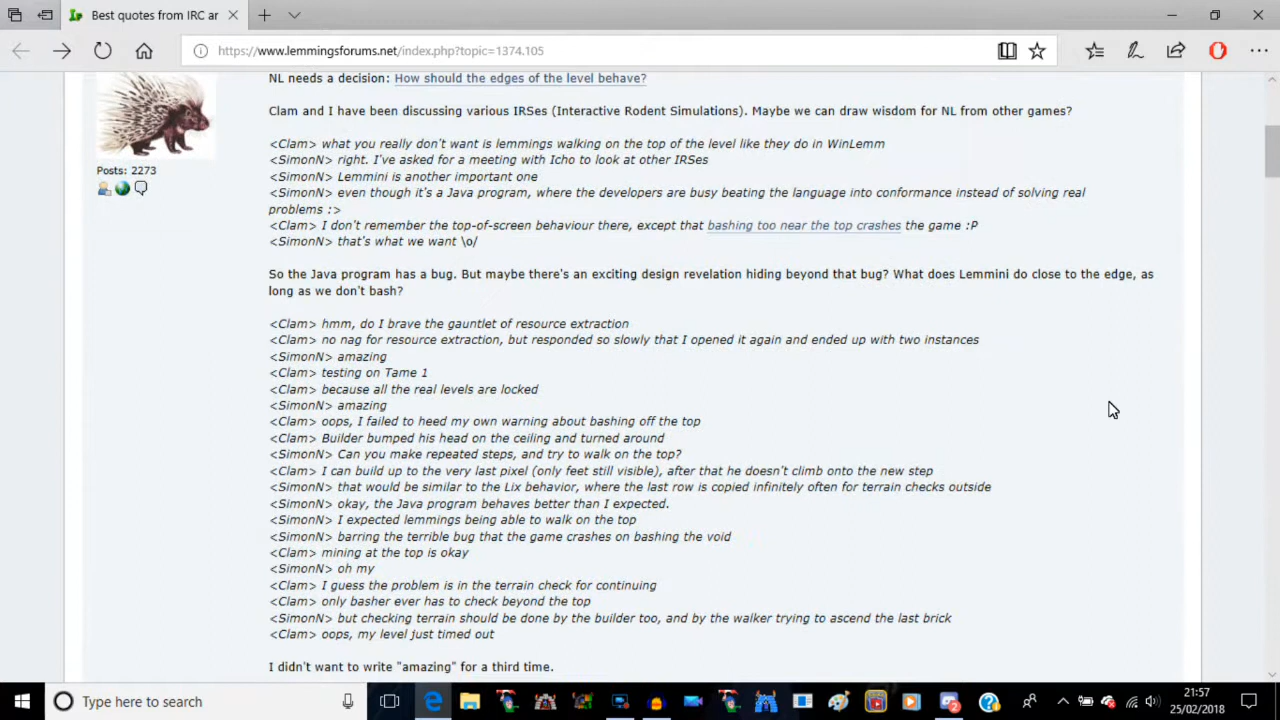 Best quotes from IRC ar
https://www.lemmingsforums.net/index.php?topic=1374.105
NL needs a decision: How should the edges of the level behave?
Clam and I have been discussing various IRSes (Interactive Rodent Simulations). Maybe we can draw wisdom for NL from other games?
Posts: 2273
<Clam> what you really don't want is lemmings walking on the top of the level like they do in WinLemm
<SimonN> right. I've asked for a meeting with Icho to look at other IRSes
<SimonN> Lemmini is another important one
<SimonN> even though it's a Java program, where the developers are busy beating the language into conformance instead of solving real
problems :>
<Clam> I don't remember the top-of-screen behaviour there, except that bashing too near the top crashes the game :P
<SimonN> that's what we want \o/
So the Java program has a bug. But maybe there's an exciting design revelation hiding beyond that bug? What does Lemmini do close to the edge, as
long as we don't bash?
<Clam> hmm, do I brave the gauntlet of resource extraction
<Clam> no nag for resource extraction, but responded so slowly that I opened it again and ended up with two instances
<SimonN> amazing
<Clam> testing on Tame 1
<Clam> because all the real levels are locked
<SimonN> amazing
<Clam> oops, I failed to heed my own warning about bashing off the top
<Clam> Builder bumped his head on the ceiling and turned around
<SimonN> Can you make repeated steps, and try to walk on the top?
<Clam> I can build up to the very last pixel (only feet still visible), after that he doesn't climb onto the new step
<SimonN> that would be similar to the Lix behavior, where the last row is copied infinitely often for terrain checks outside
<SimonN> okay, the Java program behaves better than I expected.
<SimonN> I expected lemmings being able to walk on the top
<SimonN> barring the terrible bug that the game crashes on bashing the void
<Clam> mining at the top is okay
<SimonN> oh my
<Clam> I guess the problem is in the terrain check for continuing
<Clam> only basher ever has to check beyond the top
<SimonN> but checking terrain should be done by the builder too, and by the walker trying to ascend the last brick
<Clam> oops, my level just timed out
I didn't want to write "amazing" for a third time.
Type here to search
21:57
25/02/2018